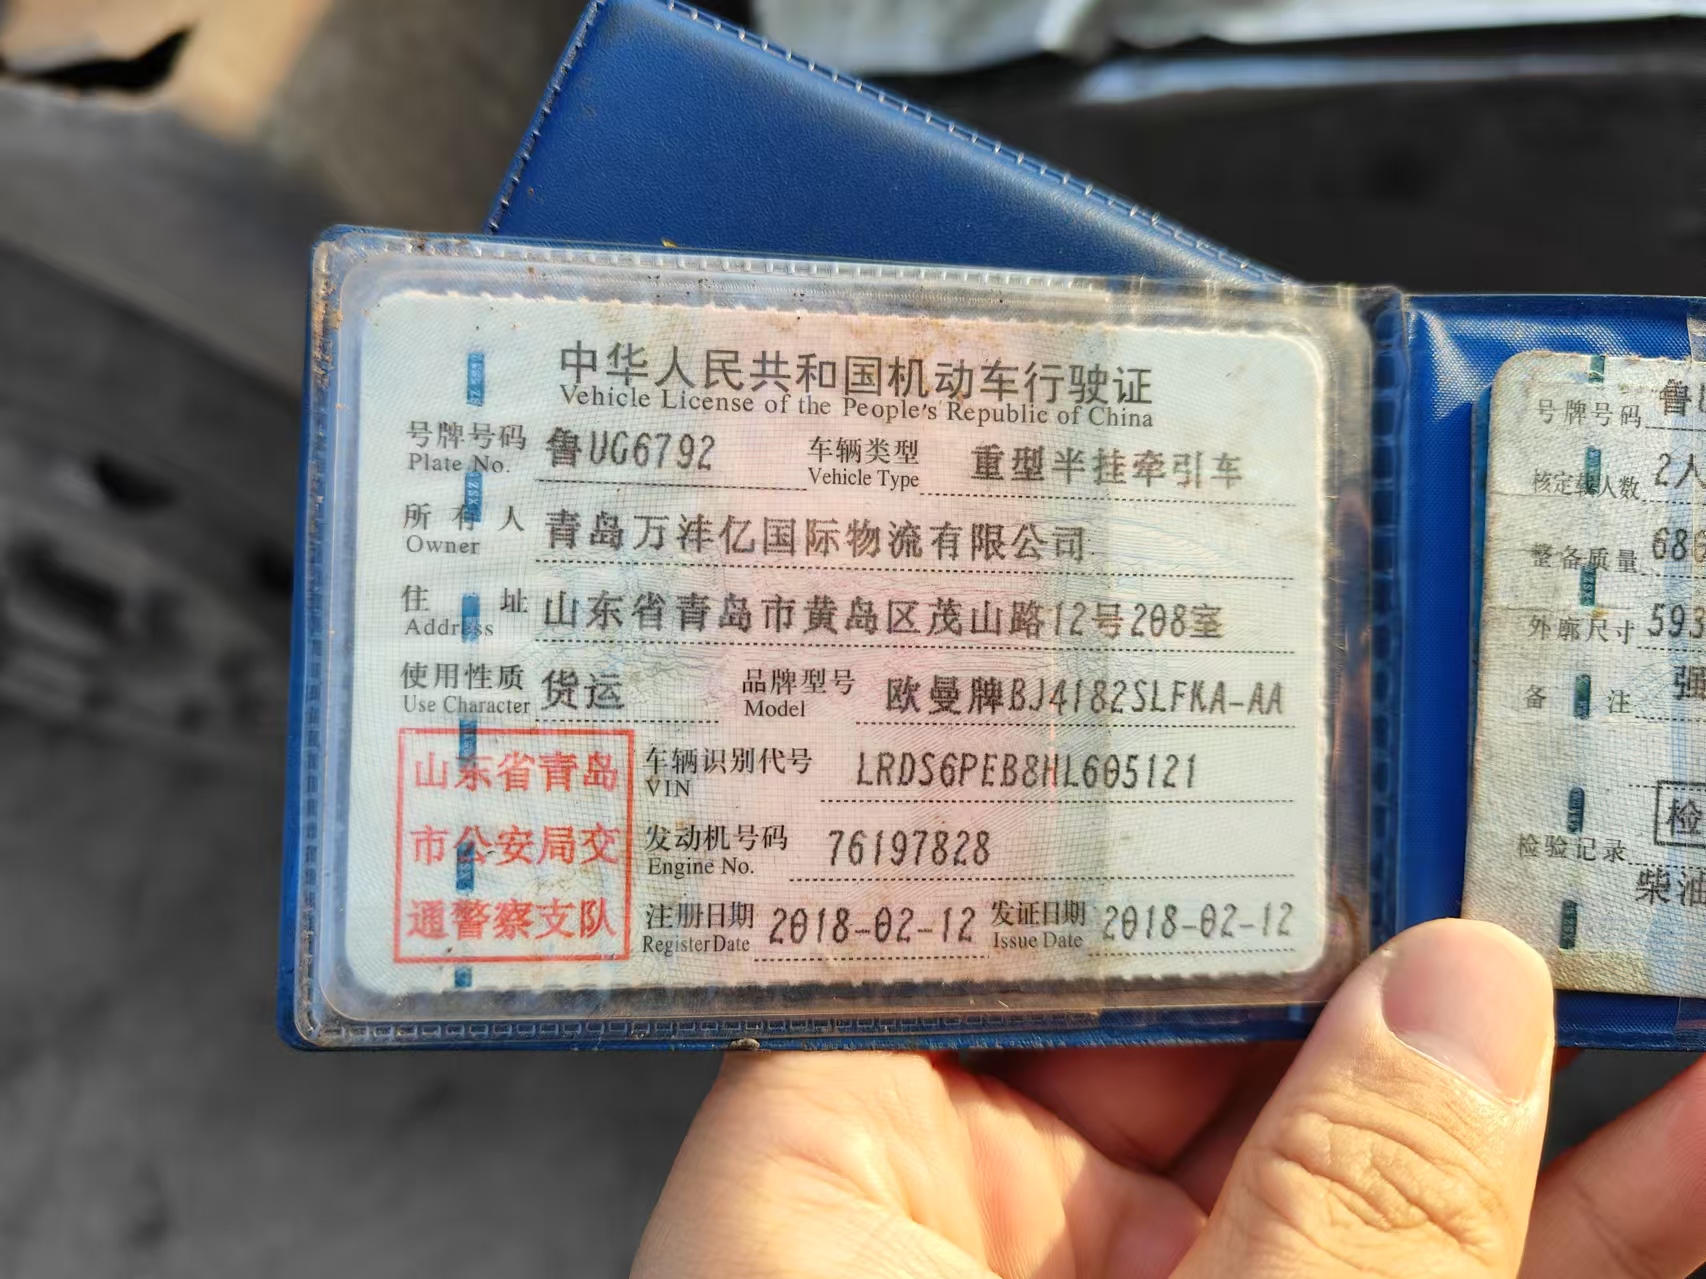 中华人民共和国机动车行驶证
Vehicle License of the People's Republic of China
号牌号码 鲁UG6792 车辆类型 重型半挂牵引车
Plate No. Vehicle Type
所有人 青岛万沣亿国际物流有限公司
Owner
住址 山东省青岛市黄岛区茂山路12号208室
Address
使用性质 货运 品牌型号 欧曼牌BJ4182SLFKA-AA
Use Character Model
山东省青岛
市公安局交
通警察支队
车辆识别代号 LRDS6PEB8HL605121
VIN
发动机号码 76197828
Engine No.
注册日期 2018-02-12 发证日期 2018-02-12
Register Date Issue Date
号牌号码 鲁
核定载人数 2人
整备质量 68
外廓尺寸 593
备注 强
检
检验记录
柴油